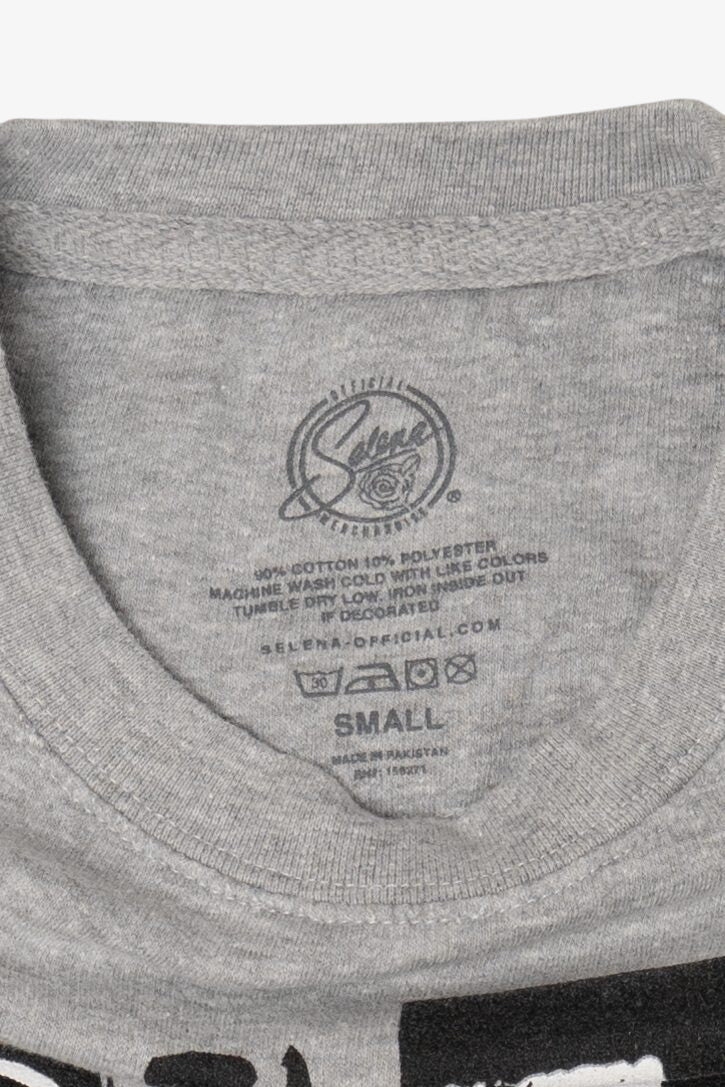 OFFICIAL
Selena
MERCHANDISE
®
90% COTTON 10% POLYESTER
MACHINE WASH COLD WITH LIKE COLORS
TUMBLE DRY LOW, IRON INSIDE OUT
IF DECORATED
SELENA-OFFICIAL.COM
30
SMALL
MADE IN PAKISTAN